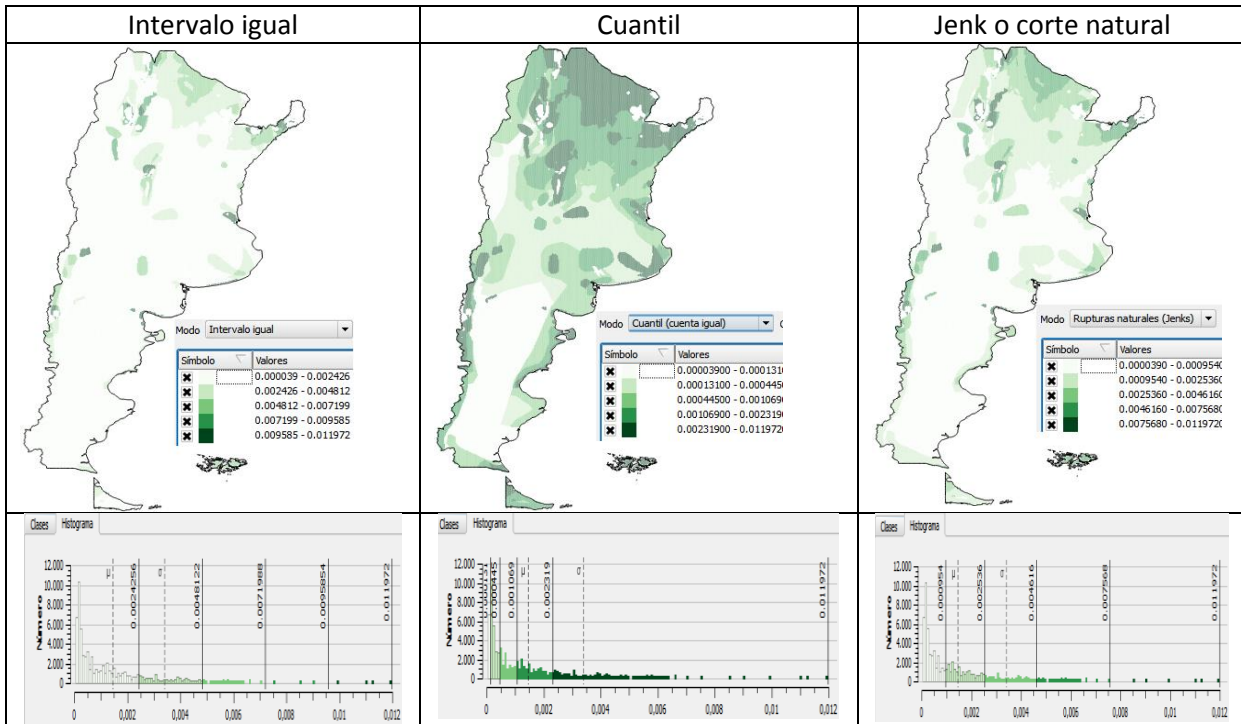 Intervalo igual
Cuantil
Jenk o corte natural
Modo Intervalo igual
Símbolo Valores
0.000039 - 0.002426
0.002426 - 0.004812
0.004812 - 0.007199
0.007199 - 0.009585
0.009585 - 0.011972
Modo Cuantil (cuenta igual)
Símbolo Valores
0.00003900 - 0.0001310
0.00013100 - 0.0004450
0.00044500 - 0.0010690
0.00106900 - 0.0023190
0.00231900 - 0.0119720
Modo Rupturas naturales (Jenks)
Símbolo Valores
0.0000390 - 0.0009540
0.0009540 - 0.0025360
0.0025360 - 0.0046160
0.0046160 - 0.0075680
0.0075680 - 0.0119720
Clases Histograma
Número
12.000
10.000
8.000
6.000
4.000
2.000
0
μ
0.0024256
σ
0.0048122
0.0071988
0.0095854
0.011972
0 0,002 0,004 0,006 0,008 0,01 0,012
Clases Histograma
Número
12.000
10.000
8.000
6.000
4.000
2.000
0
0.000445
0.001069
μ
0.002319
σ
0.011972
0 0,002 0,004 0,006 0,008 0,01 0,012
Clases Histograma
Número
12.000
10.000
8.000
6.000
4.000
2.000
0
0.000954
μ
0.002536
σ
0.004616
0.007568
0.011972
0 0,002 0,004 0,006 0,008 0,01 0,012